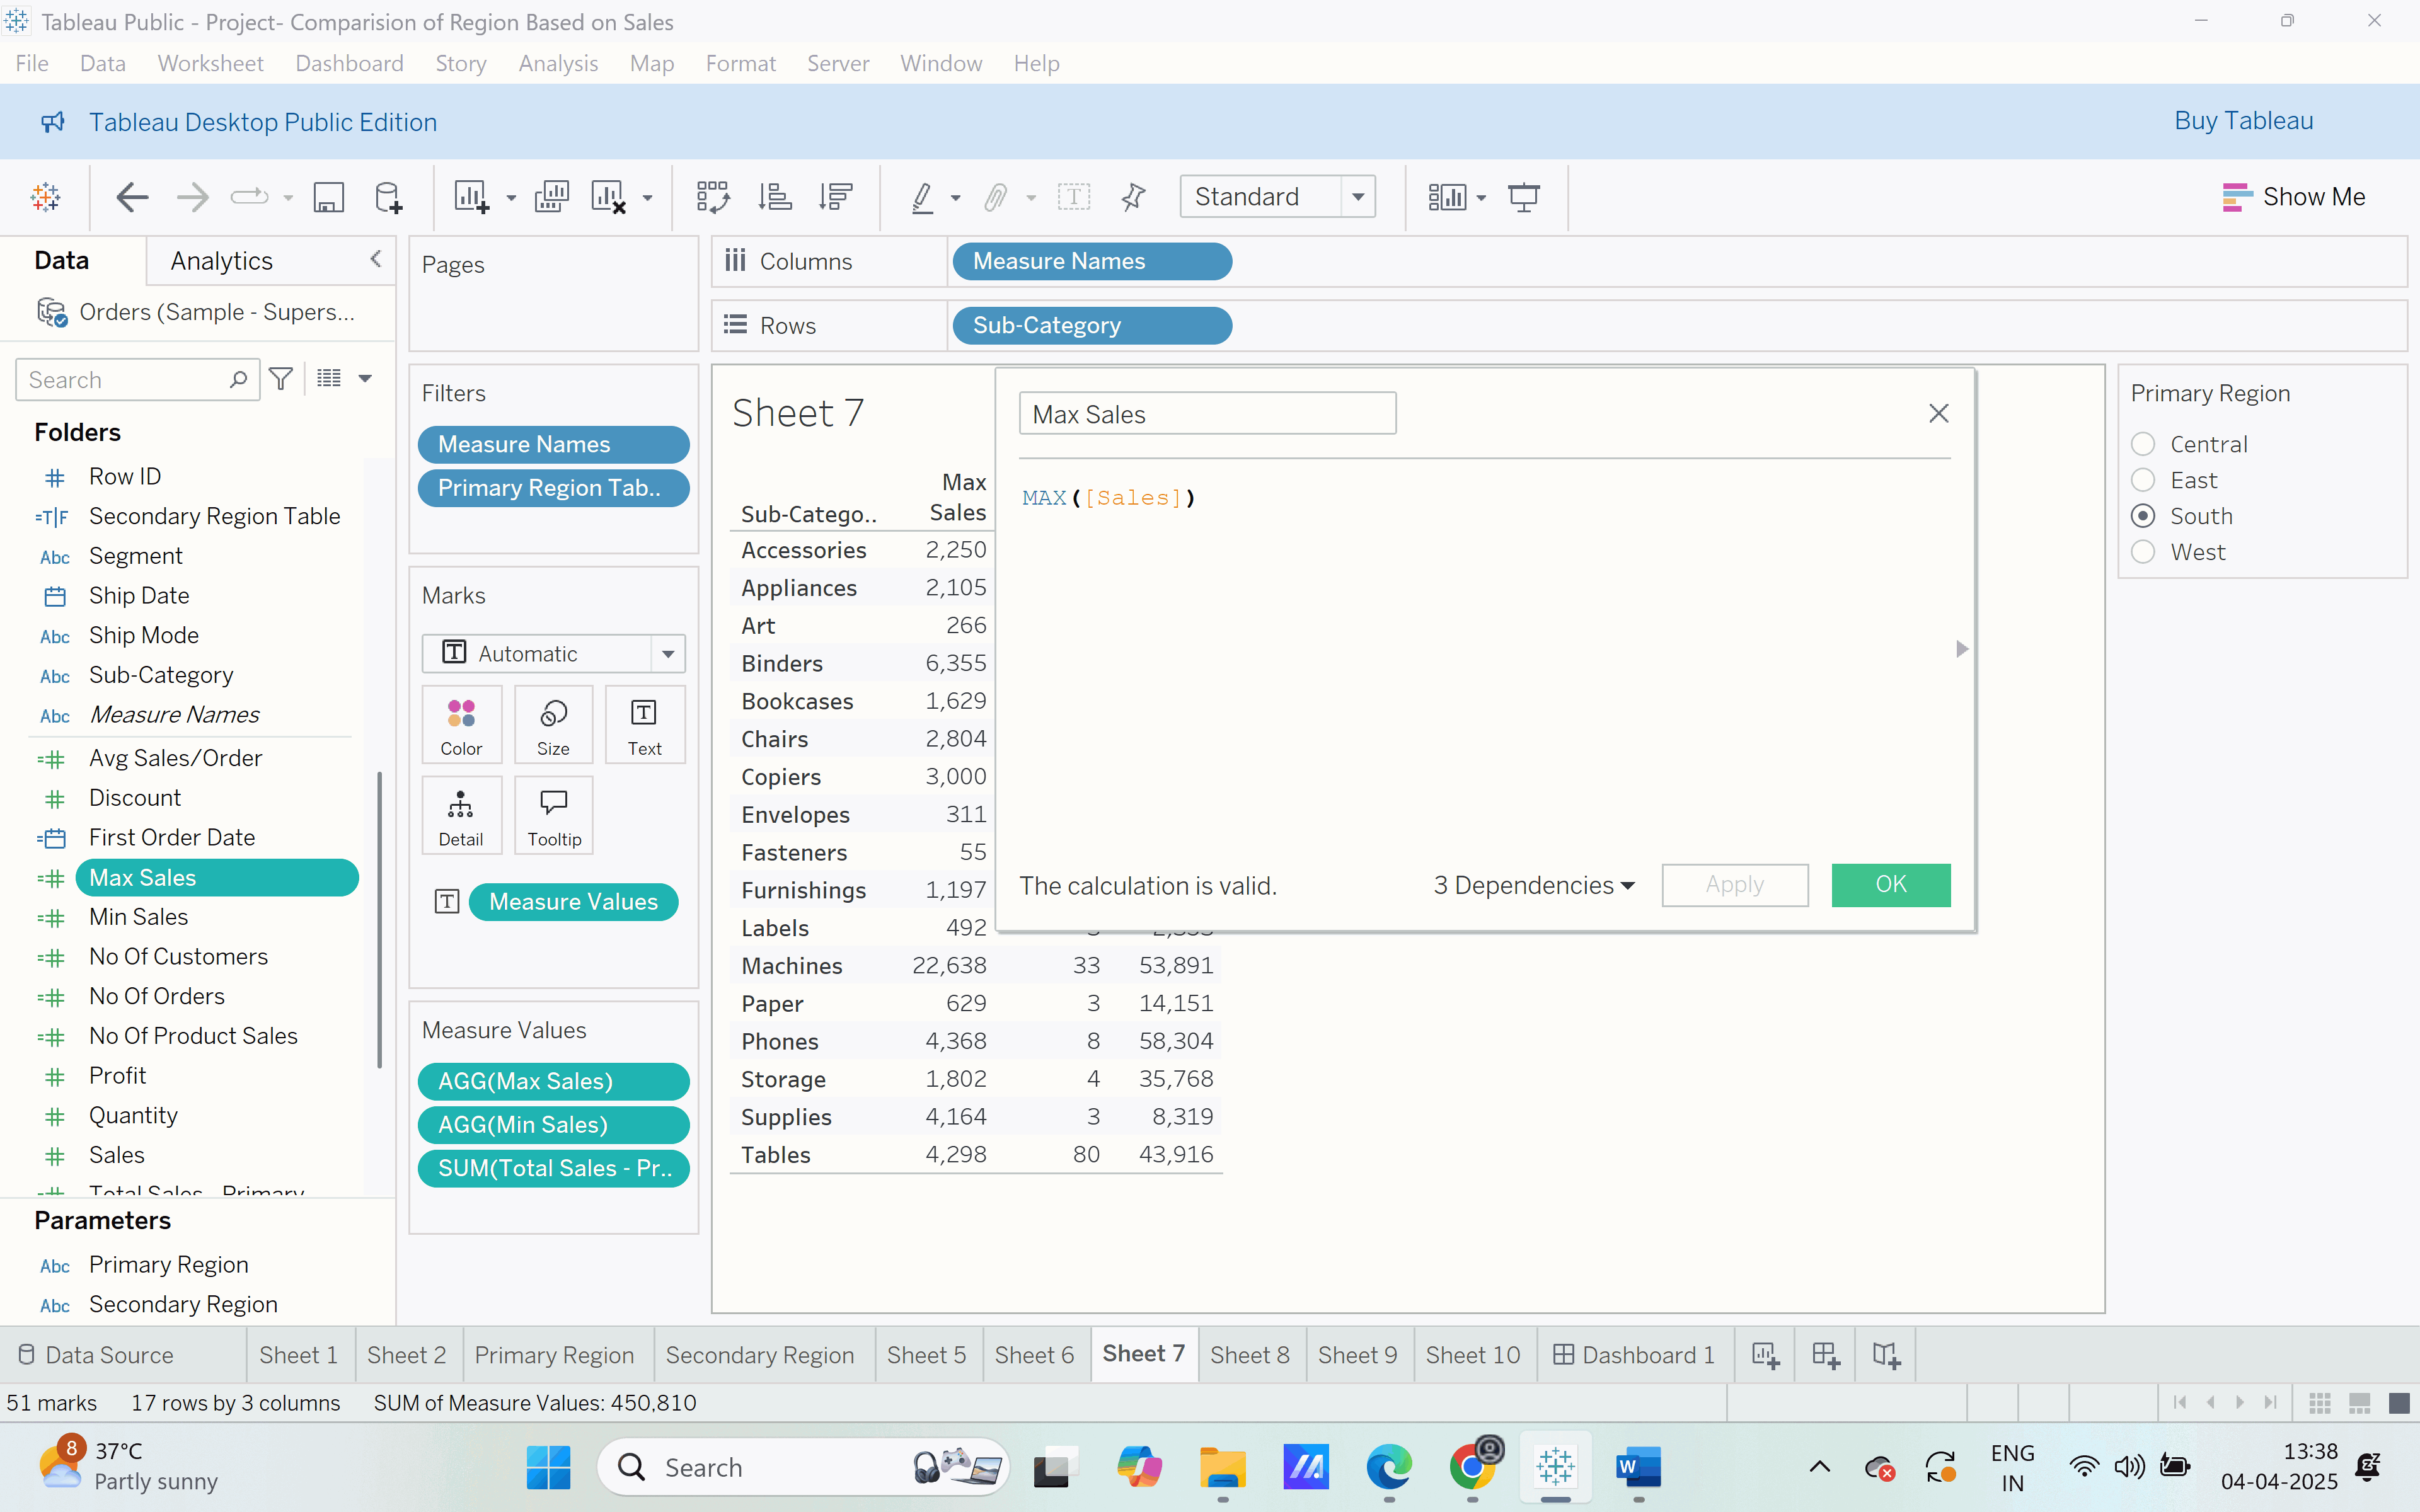 Tableau Public - Project- Comparision of Region Based on Sales
File Data Worksheet Dashboard Story Analysis Map Format Server Window Help
Tableau Desktop Public Edition
Buy Tableau
Standard
Show Me
Data
Analytics
Orders (Sample - Supers...
Search
Folders
Row ID
=T|F Secondary Region Table
Abc Segment
Ship Date
Abc Ship Mode
Abc Sub-Category
Abc Measure Names
Avg Sales/Order
Discount
First Order Date
Max Sales
Min Sales
No Of Customers
No Of Orders
No Of Product Sales
Profit
Quantity
Sales
Total Sales - Primary
Parameters
Abc Primary Region
Abc Secondary Region
Pages
Filters
Measure Names
Primary Region Tab..
Marks
Automatic
Color Size Text
Detail Tooltip
Measure Values
Measure Values
AGG(Max Sales)
AGG(Min Sales)
SUM(Total Sales - Pr..
Columns Measure Names
Rows Sub-Category
Sheet 7
Sub-Catego.. Max Sales
Accessories 2,250
Appliances 2,105
Art 266
Binders 6,355
Bookcases 1,629
Chairs 2,804
Copiers 3,000
Envelopes 311
Fasteners 55
Furnishings 1,197
Labels 492
Machines 22,638 33 53,891
Paper 629 3 14,151
Phones 4,368 8 58,304
Storage 1,802 4 35,768
Supplies 4,164 3 8,319
Tables 4,298 80 43,916
Max Sales
MAX([Sales])
The calculation is valid.
3 Dependencies
Apply
OK
Primary Region
Central
East
South
West
Data Source Sheet 1 Sheet 2 Primary Region Secondary Region Sheet 5 Sheet 6 Sheet 7 Sheet 8 Sheet 9 Sheet 10 Dashboard 1
51 marks 17 rows by 3 columns SUM of Measure Values: 450,810
8
37°C
Partly sunny
Search
ENG
IN
13:38
04-04-2025